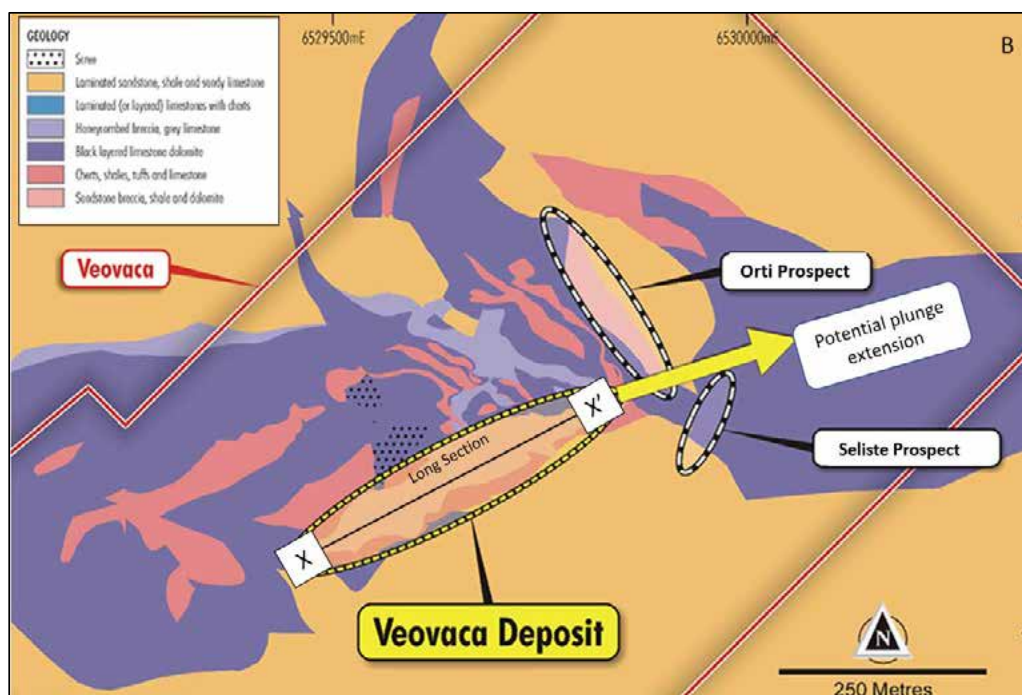 6529500mE
6530000mE
B
GEOLOGY
Scree
Laminated sandstone, shale and sandy limestone
Laminated (or layered) limestones with cherts
Honeycombed breccia, grey limestone
Black layered limestone dolomite
Cherts, shales, tuffs and limestone
Sandstone breccia, shale and dolomite
Veovaca
Orti Prospect
Potential plunge
extension
X'
Long Section
Seliste Prospect
X
Veovaca Deposit
N
250 Metres